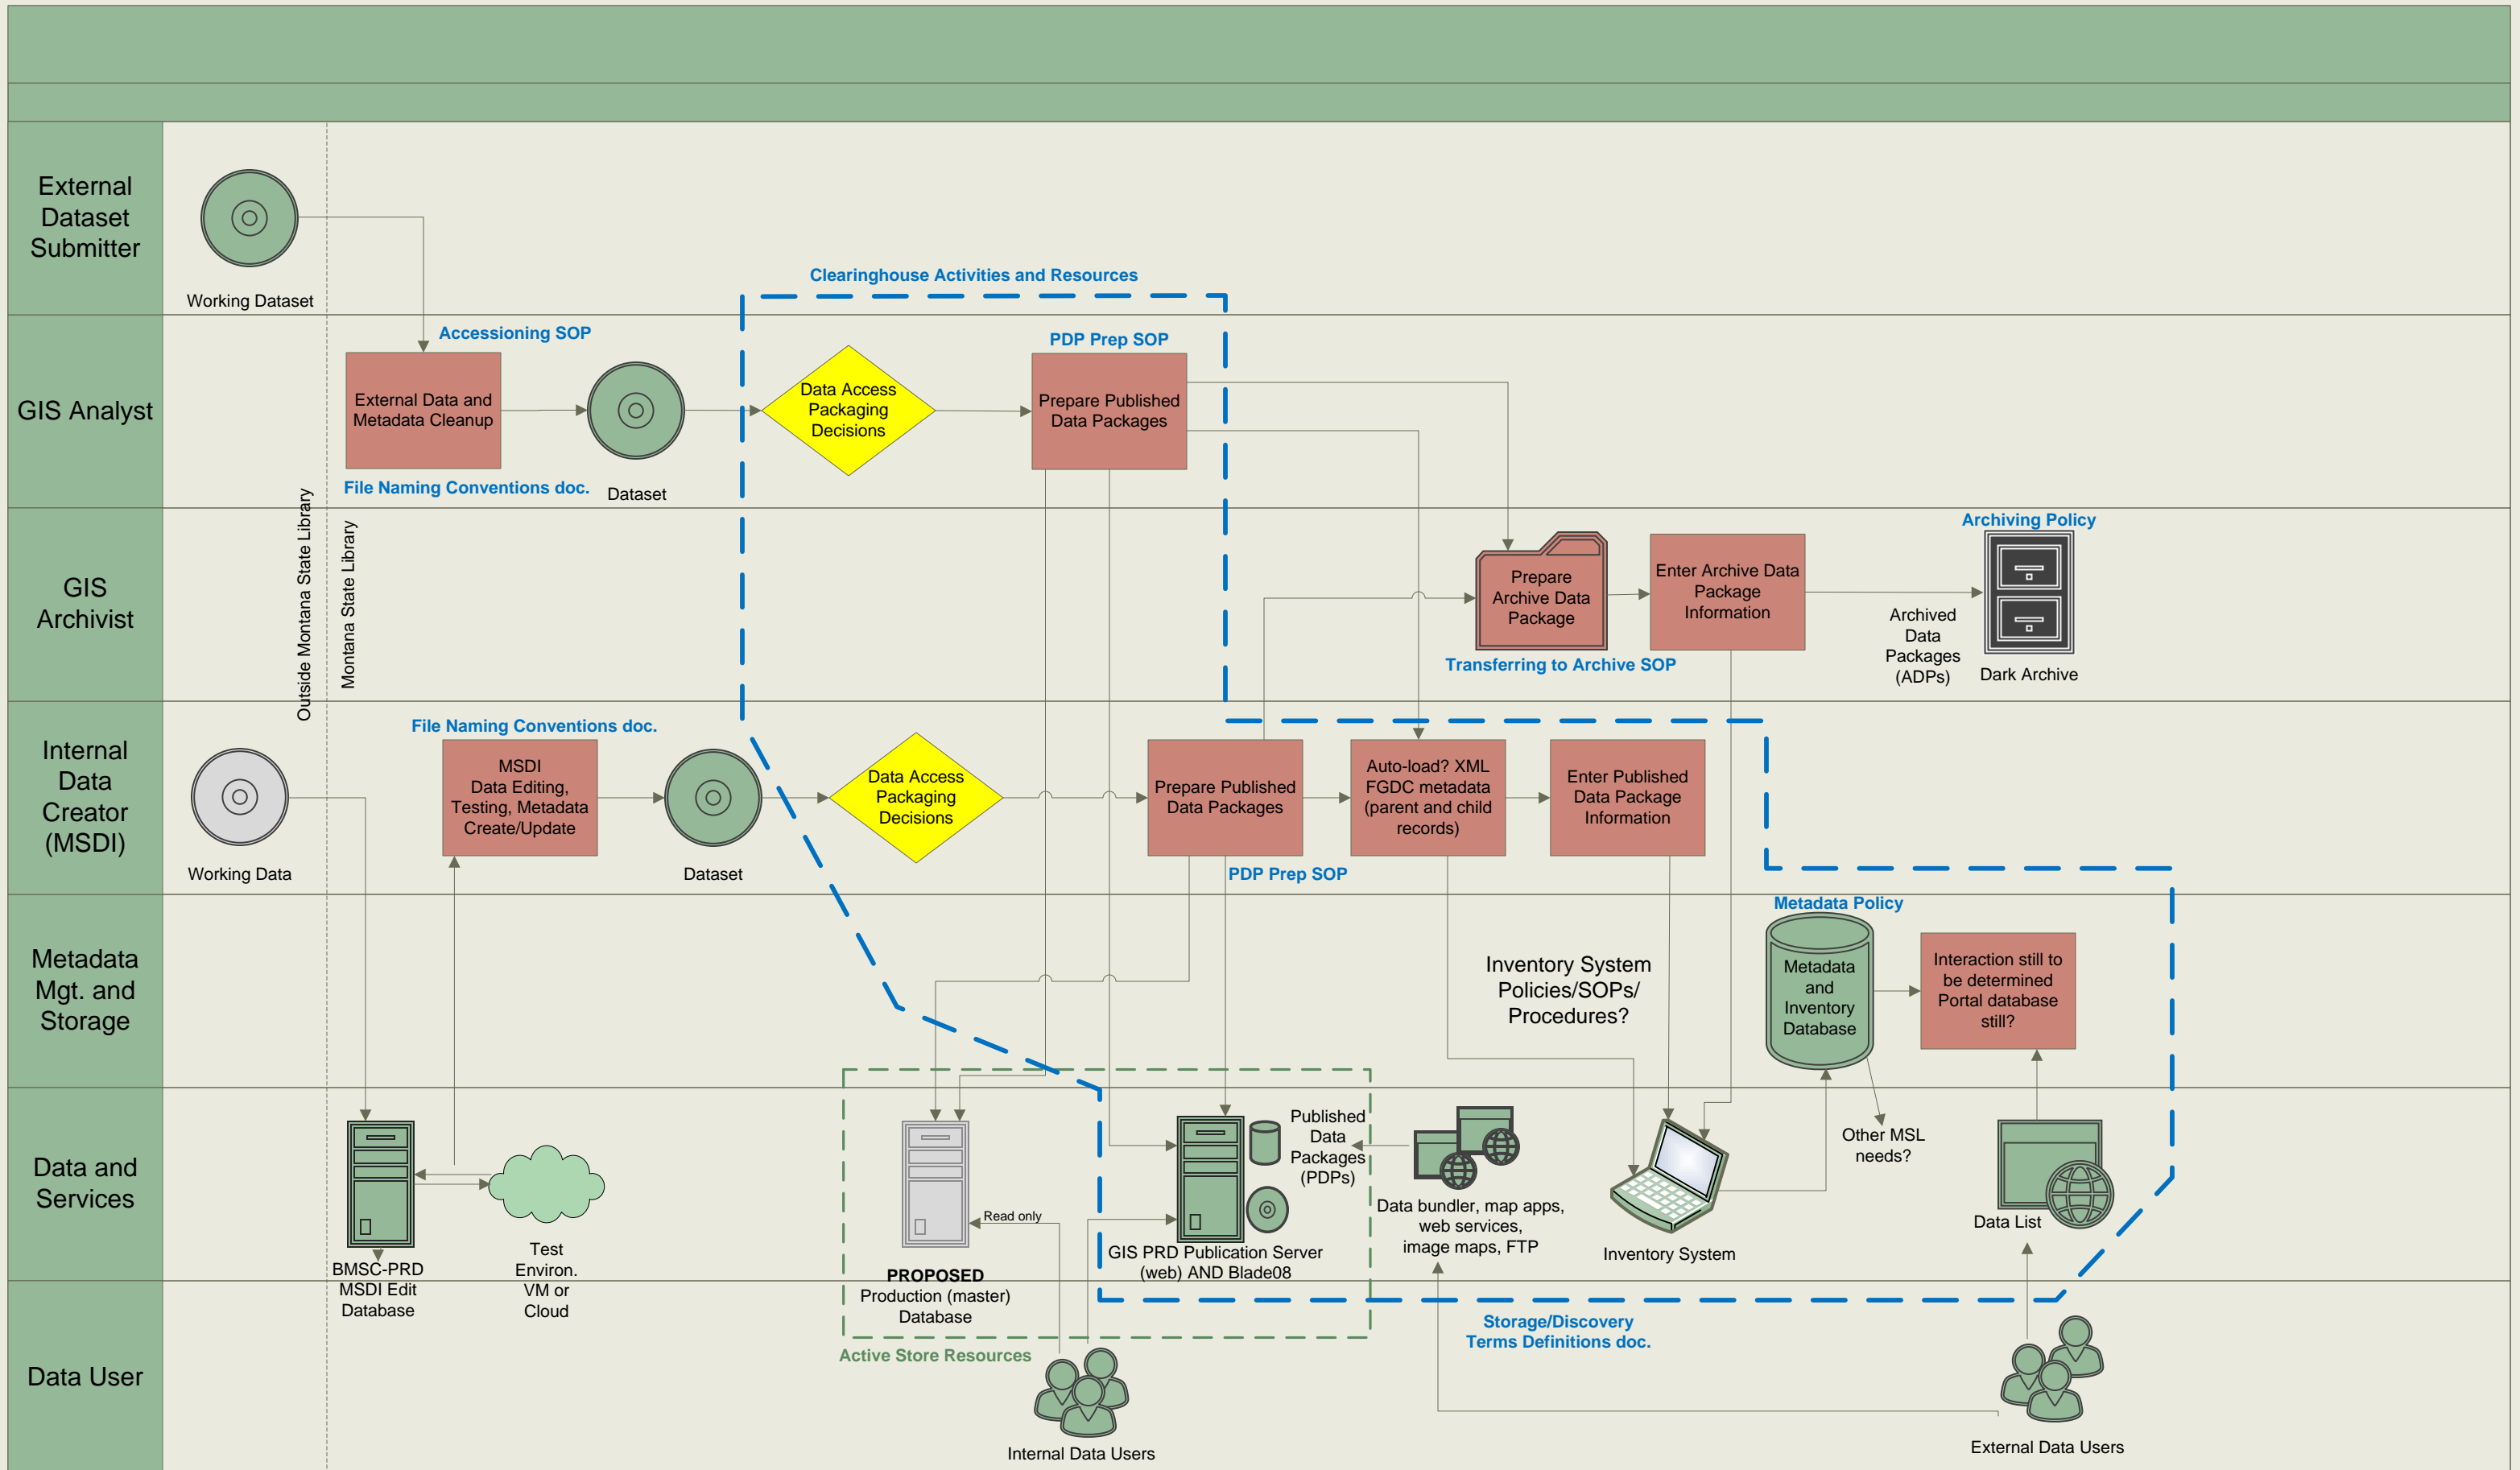 External
Dataset
Submitter
Working Dataset
Clearinghouse Activities and Resources
GIS Analyst
Accessioning SOP
External Data and
Metadata Cleanup
File Naming Conventions doc.
Dataset
Data Access
Packaging
Decisions
PDP Prep SOP
Prepare Published
Data Packages
Outside Montana State Library
Montana State Library
GIS
Archivist
Prepare
Archive Data
Package
Transferring to Archive SOP
Enter Archive Data
Package
Information
Archived
Data
Packages
(ADPs)
Archiving Policy
Dark Archive
Internal
Data
Creator
(MSDI)
Working Data
File Naming Conventions doc.
MSDI
Data Editing,
Testing, Metadata
Create/Update
Dataset
Data Access
Packaging
Decisions
Prepare Published
Data Packages
PDP Prep SOP
Auto-load? XML
FGDC metadata
(parent and child
records)
Enter Published
Data Package
Information
Metadata
Mgt. and
Storage
Inventory System
Policies/SOPs/
Procedures?
Metadata Policy
Metadata
and
Inventory
Database
Interaction still to
be determined
Portal database
still?
Data and
Services
BMSC-PRD
MSDI Edit
Database
Test
Environ.
VM or
Cloud
Read only
PROPOSED
Production (master)
Database
Published
Data
Packages
(PDPs)
GIS PRD Publication Server
(web) AND Blade08
Data bundler, map apps,
web services,
image maps, FTP
Inventory System
Other MSL
needs?
Data List
Data User
Active Store Resources
Storage/Discovery
Terms Definitions doc.
Internal Data Users
External Data Users